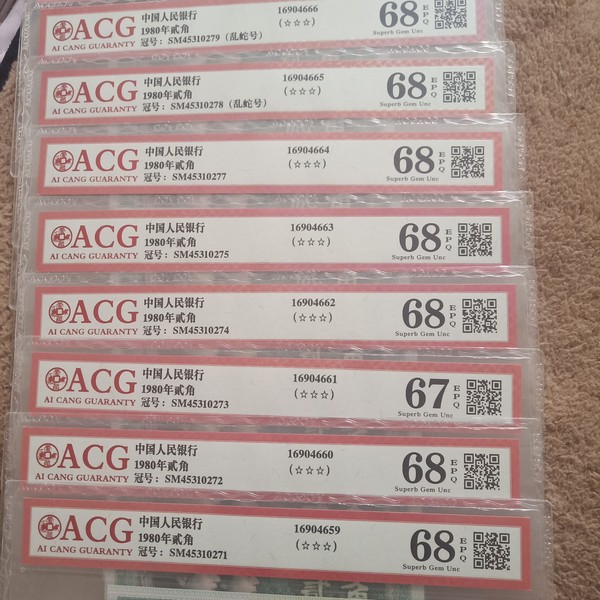 ACG
AI CANG GUARANTY
中国人民银行
1980年贰角
冠号：SM45310279（乱蛇号）
16904666
(☆☆☆)
68
EPQ
Superb Gem Unc
ACG
AI CANG GUARANTY
中国人民银行
1980年贰角
冠号：SM45310278（乱蛇号）
16904665
(☆☆☆)
68
EPQ
Superb Gem Unc
ACG
AI CANG GUARANTY
中国人民银行
1980年贰角
冠号：SM45310277
16904664
(☆☆☆)
68
EPQ
Superb Gem Unc
ACG
AI CANG GUARANTY
中国人民银行
1980年贰角
冠号：SM45310275
16904663
(☆☆☆)
68
EPQ
Superb Gem Unc
ACG
AI CANG GUARANTY
中国人民银行
1980年贰角
冠号：SM45310274
16904662
(☆☆☆)
68
EPQ
Superb Gem Unc
ACG
AI CANG GUARANTY
中国人民银行
1980年贰角
冠号：SM45310273
16904661
(☆☆☆)
67
EPQ
Superb Gem Unc
ACG
AI CANG GUARANTY
中国人民银行
1980年贰角
冠号：SM45310272
16904660
(☆☆☆)
68
EPQ
Superb Gem Unc
ACG
AI CANG GUARANTY
中国人民银行
1980年贰角
冠号：SM45310271
16904659
(☆☆☆)
68
EPQ
Superb Gem Unc